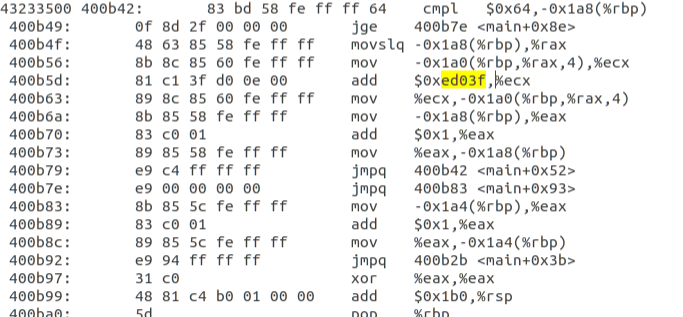 43233500 400b42: 83 bd 58 fe ff ff 64 cmpl $0x64,-0x1a8(%rbp)
400b49: 0f 8d 2f 00 00 00 jge 400b7e <main+0x8e>
400b4f: 48 63 85 58 fe ff ff movslq -0x1a8(%rbp),%rax
400b56: 8b 8c 85 60 fe ff ff mov -0x1a0(%rbp,%rax,4),%ecx
400b5d: 81 c1 3f d0 0e 00 add $0xed03f,%ecx
400b63: 89 8c 85 60 fe ff ff mov %ecx,-0x1a0(%rbp,%rax,4)
400b6a: 8b 85 58 fe ff ff mov -0x1a8(%rbp),%eax
400b70: 83 c0 01 add $0x1,%eax
400b73: 89 85 58 fe ff ff mov %eax,-0x1a8(%rbp)
400b79: e9 c4 ff ff ff jmpq 400b42 <main+0x52>
400b7e: e9 00 00 00 00 jmpq 400b83 <main+0x93>
400b83: 8b 85 5c fe ff ff mov -0x1a4(%rbp),%eax
400b89: 83 c0 01 add $0x1,%eax
400b8c: 89 85 5c fe ff ff mov %eax,-0x1a4(%rbp)
400b92: e9 94 ff ff ff jmpq 400b2b <main+0x3b>
400b97: 31 c0 xor %eax,%eax
400b99: 48 81 c4 b0 01 00 00 add $0x1b0,%rsp
400ba0: 5d pop %rbp